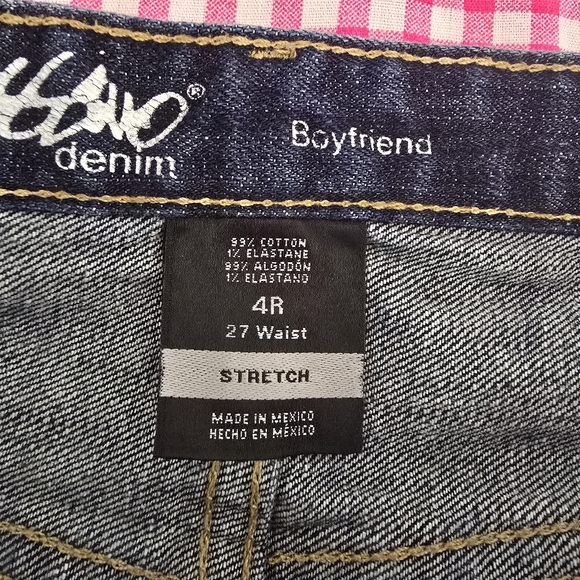 denim
Boyfriend
99% COTTON
1% ELASTANE
99% ALGODÓN
1% ELASTANO
4R
27 Waist
STRETCH
MADE IN MEXICO
HECHO EN MÉXICO